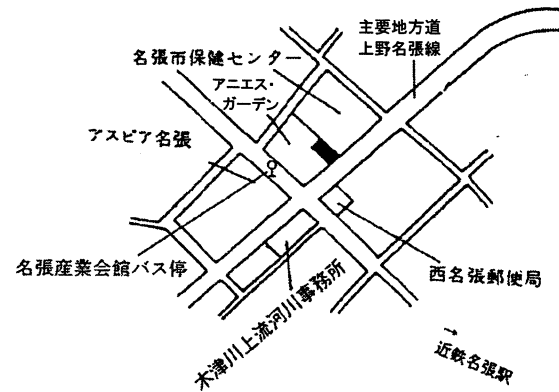 主要地方道
上野名張線
名張市保健センター
アニエス・
ガーデン
アスピア名張
名張産業会館バス停
西名張郵便局
木津川上流河川事務所
→
近鉄名張駅